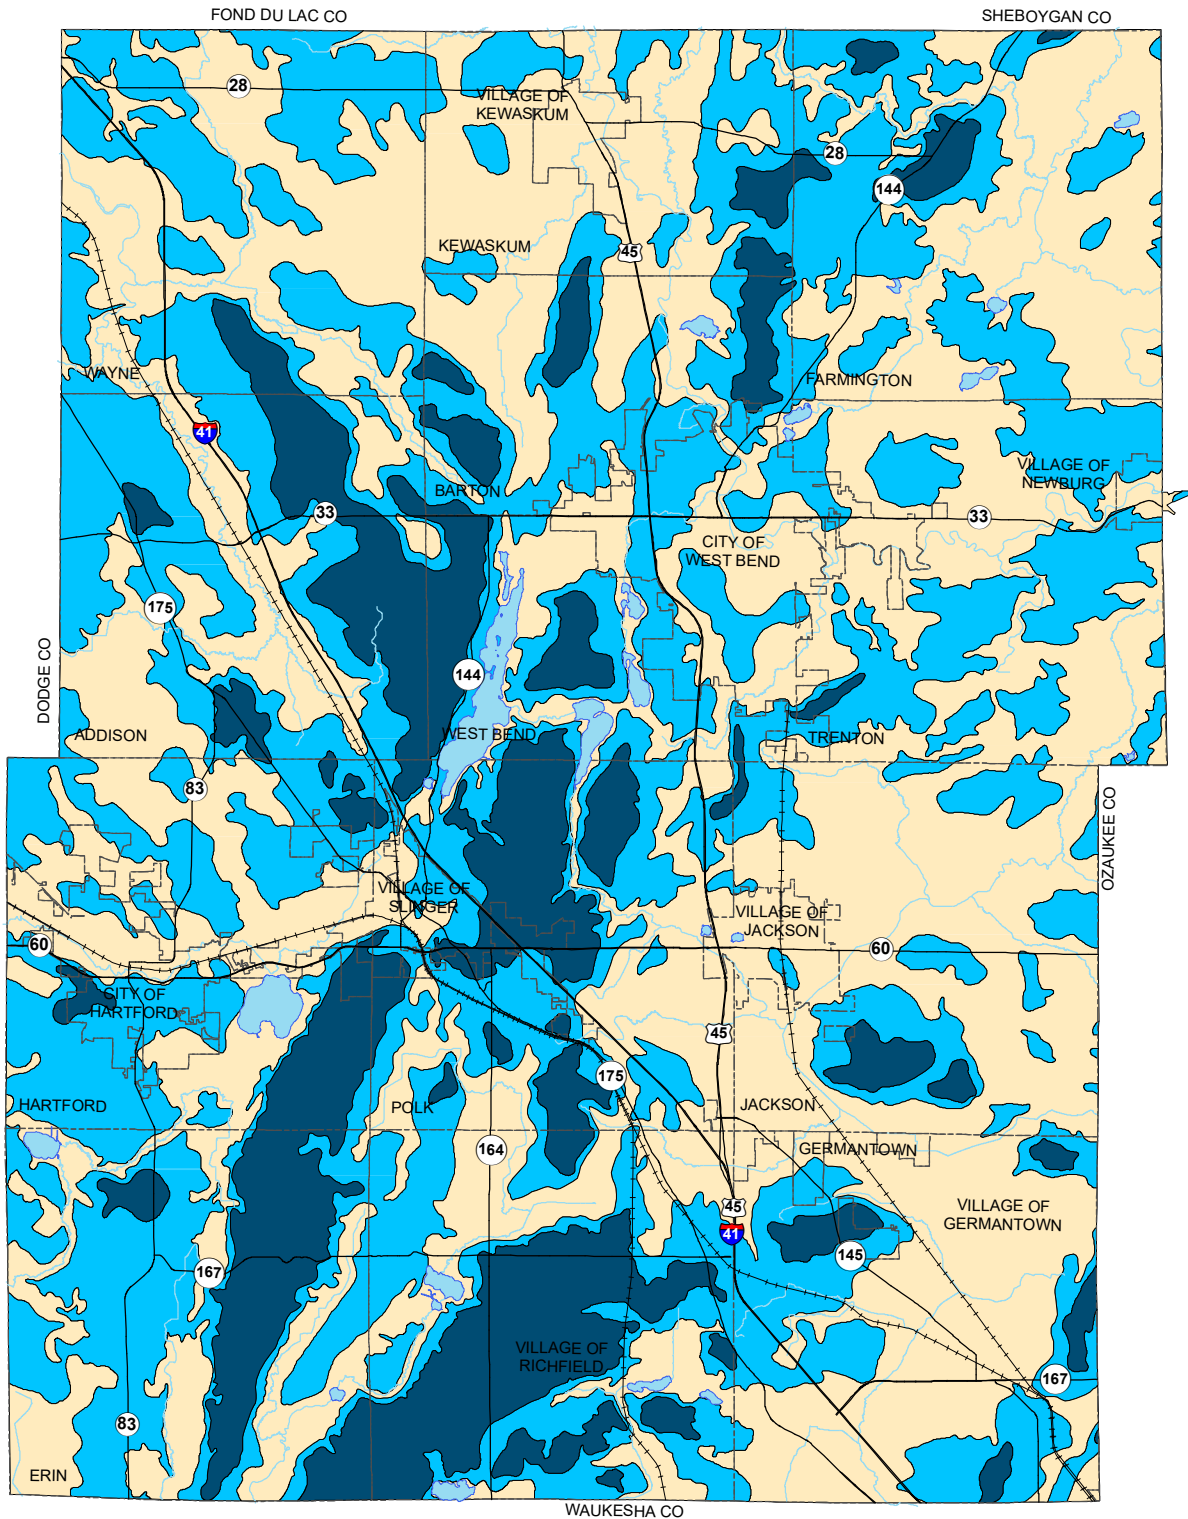 FOND DU LAC CO
SHEBOYGAN CO
28
VILLAGE OF
KEWASKUM
28
144
KEWASKUM
45
WAYNE
FARMINGTON
41
VILLAGE OF
NEWBURG
BARTON
33
33
CITY OF
WEST BEND
175
DODGE CO
144
ADDISON
WEST BEND
TRENTON
83
OZAUKEE CO
VILLAGE OF
SLINGER
VILLAGE OF
JACKSON
60
60
CITY OF
HARTFORD
45
175
HARTFORD
POLK
JACKSON
164
GERMANTOWN
45
VILLAGE OF
GERMANTOWN
41
145
167
VILLAGE OF
RICHFIELD
167
83
ERIN
WAUKESHA CO